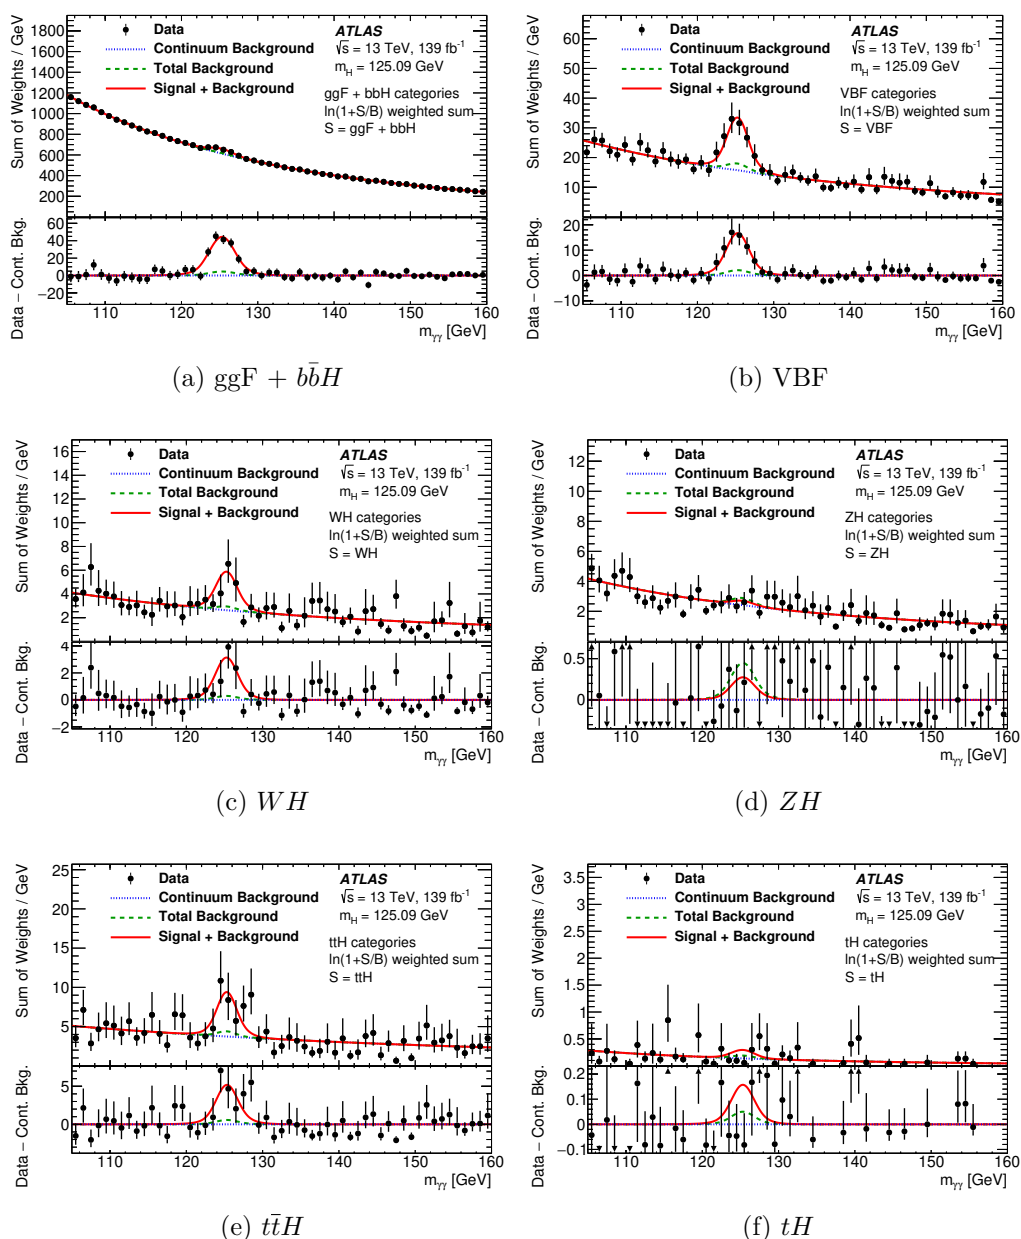 1800
1600
1400
1200
1000
800
600
400
200
Sum of Weights / GeV
Data
Continuum Background
Total Background
Signal + Background
ATLAS
√s = 13 TeV, 139 fb⁻¹
m_H = 125.09 GeV
ggF + bbH categories
ln(1+S/B) weighted sum
S = ggF + bbH
60
40
20
0
−20
Data − Cont. Bkg.
110 120 130 140 150 160
m_γγ [GeV]
(a) ggF + bb̄H
60
50
40
30
20
10
Sum of Weights / GeV
Data
Continuum Background
Total Background
Signal + Background
ATLAS
√s = 13 TeV, 139 fb⁻¹
m_H = 125.09 GeV
VBF categories
ln(1+S/B) weighted sum
S = VBF
20
10
0
−10
Data − Cont. Bkg.
110 120 130 140 150 160
m_γγ [GeV]
(b) VBF
16
14
12
10
8
6
4
2
Sum of Weights / GeV
Data
Continuum Background
Total Background
Signal + Background
ATLAS
√s = 13 TeV, 139 fb⁻¹
m_H = 125.09 GeV
WH categories
ln(1+S/B) weighted sum
S = WH
4
2
0
−2
Data − Cont. Bkg.
110 120 130 140 150 160
m_γγ [GeV]
(c) WH
12
10
8
6
4
2
Sum of Weights / GeV
Data
Continuum Background
Total Background
Signal + Background
ATLAS
√s = 13 TeV, 139 fb⁻¹
m_H = 125.09 GeV
ZH categories
ln(1+S/B) weighted sum
S = ZH
0.5
0
Data − Cont. Bkg.
110 120 130 140 150 160
m_γγ [GeV]
(d) ZH
25
20
15
10
5
Sum of Weights / GeV
Data
Continuum Background
Total Background
Signal + Background
ATLAS
√s = 13 TeV, 139 fb⁻¹
m_H = 125.09 GeV
ttH categories
ln(1+S/B) weighted sum
S = ttH
5
0
Data − Cont. Bkg.
110 120 130 140 150 160
m_γγ [GeV]
(e) tt̄H
3.5
3
2.5
2
1.5
1
0.5
Sum of Weights / GeV
Data
Continuum Background
Total Background
Signal + Background
ATLAS
√s = 13 TeV, 139 fb⁻¹
m_H = 125.09 GeV
tH categories
ln(1+S/B) weighted sum
S = tH
0.2
0.1
0
−0.1
Data − Cont. Bkg.
110 120 130 140 150 160
m_γγ [GeV]
(f) tH